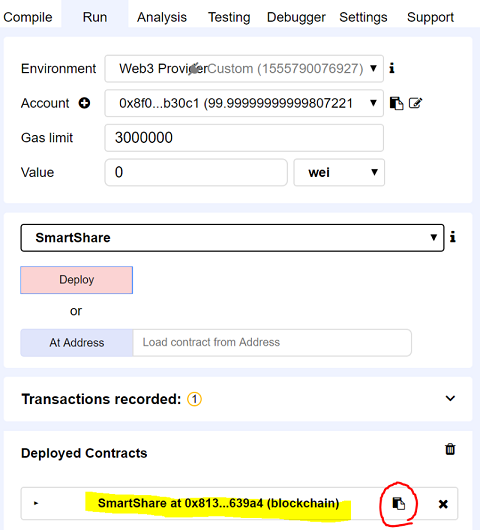 Compile Run Analysis Testing Debugger Settings Support
Environment Web3 Provider Custom (1555790076927)
Account 0x8f0...b30c1 (99.99999999999807221
Gas limit 3000000
Value 0 wei
SmartShare
Deploy
or
At Address Load contract from Address
Transactions recorded: 1
Deployed Contracts
SmartShare at 0x813...639a4 (blockchain)